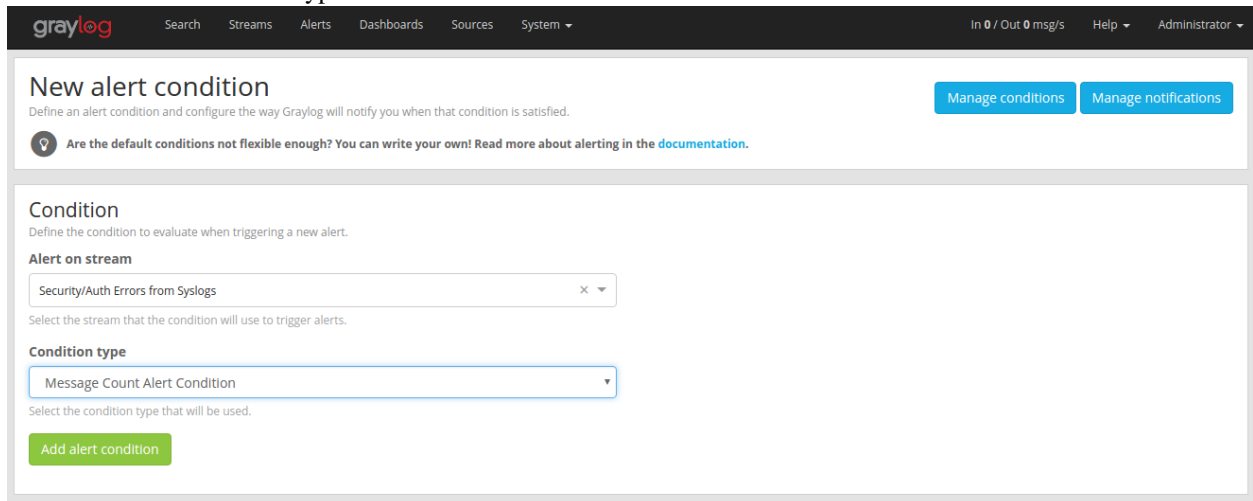 graylog Search Streams Alerts Dashboards Sources System In 0 / Out 0 msg/s Help Administrator
New alert condition
Define an alert condition and configure the way Graylog will notify you when that condition is satisfied.
Manage conditions Manage notifications
Are the default conditions not flexible enough? You can write your own! Read more about alerting in the documentation.
Condition
Define the condition to evaluate when triggering a new alert.
Alert on stream
Security/Auth Errors from Syslogs
Select the stream that the condition will use to trigger alerts.
Condition type
Message Count Alert Condition
Select the condition type that will be used.
Add alert condition